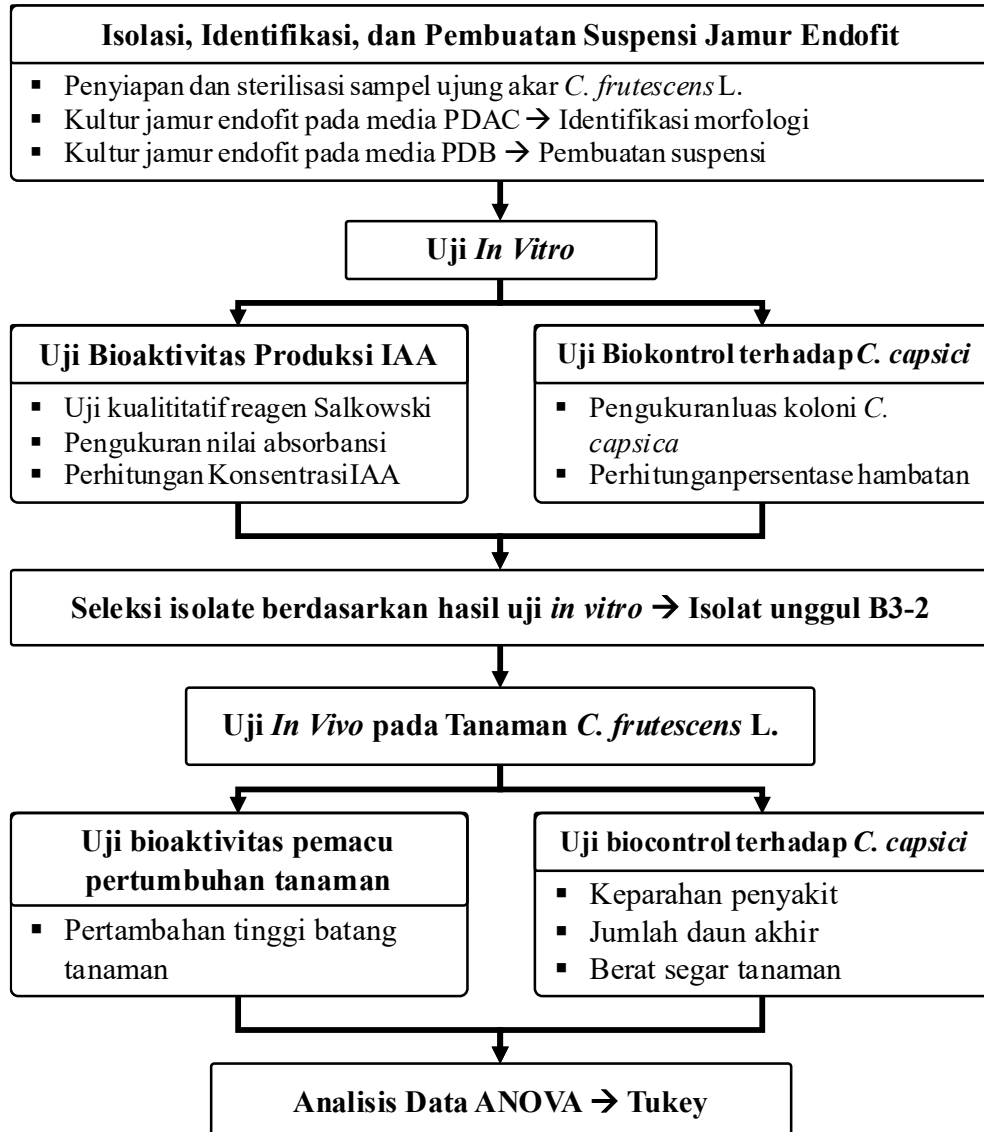 Isolasi, Identifikasi, dan Pembuatan Suspensi Jamur Endofit
▪ Penyiapan dan sterilisasi sampel ujung akar C. frutescens L.
▪ Kultur jamur endofit pada media PDAC → Identifikasi morfologi
▪ Kultur jamur endofit pada media PDB → Pembuatan suspensi
Uji In Vitro
Uji Bioaktivitas Produksi IAA
▪ Uji kualititatif reagen Salkowski
▪ Pengukuran nilai absorbansi
▪ Perhitungan Konsentrasi IAA
Uji Biokontrol terhadap C. capsici
▪ Pengukuran luas koloni C.
capsica
▪ Perhitungan persentase hambatan
Seleksi isolate berdasarkan hasil uji in vitro → Isolat unggul B3-2
Uji In Vivo pada Tanaman C. frutescens L.
Uji bioaktivitas pemacu
pertumbuhan tanaman
▪ Pertambahan tinggi batang
tanaman
Uji biocontrol terhadap C. capsici
▪ Keparahan penyakit
▪ Jumlah daun akhir
▪ Berat segar tanaman
Analisis Data ANOVA → Tukey